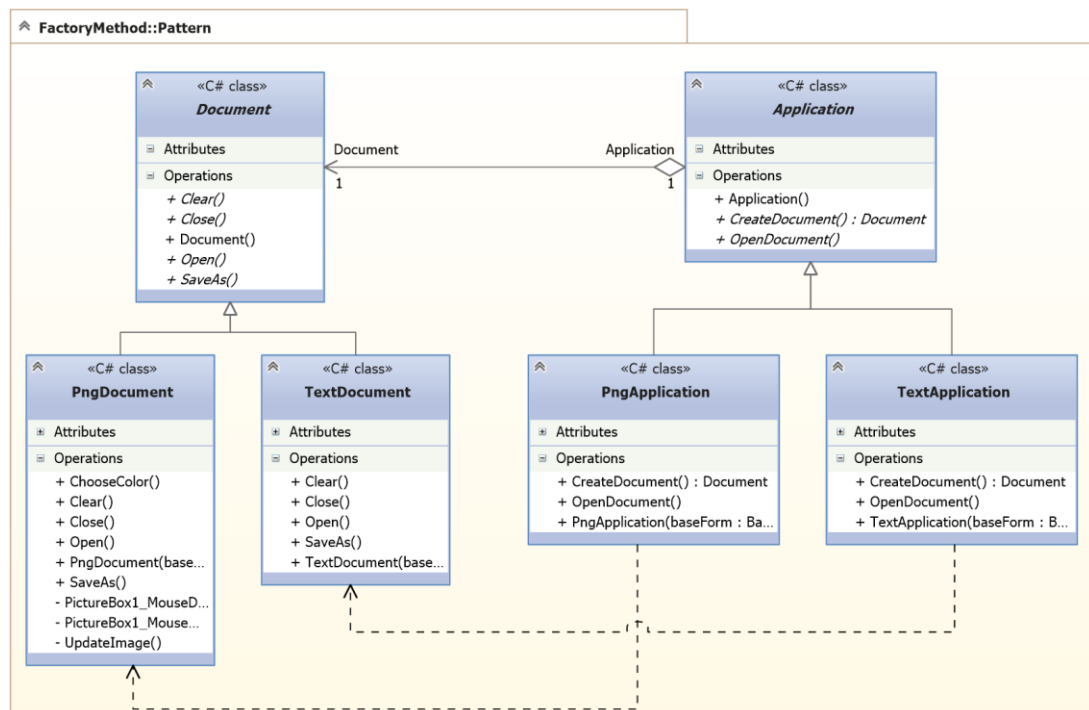 FactoryMethod::Pattern
«C# class»
Document
Attributes
Operations
+ Clear()
+ Close()
+ Document()
+ Open()
+ SaveAs()
Document
1
Application
1
«C# class»
Application
Attributes
Operations
+ Application()
+ CreateDocument() : Document
+ OpenDocument()
«C# class»
PngDocument
Attributes
Operations
+ ChooseColor()
+ Clear()
+ Close()
+ Open()
+ PngDocument(base...
+ SaveAs()
- PictureBox1_MouseD...
- PictureBox1_Mouse...
- UpdateImage()
«C# class»
TextDocument
Attributes
Operations
+ Clear()
+ Close()
+ Open()
+ SaveAs()
+ TextDocument(base...
«C# class»
PngApplication
Attributes
Operations
+ CreateDocument() : Document
+ OpenDocument()
+ PngApplication(baseForm : Ba...
«C# class»
TextApplication
Attributes
Operations
+ CreateDocument() : Document
+ OpenDocument()
+ TextApplication(baseForm : B...